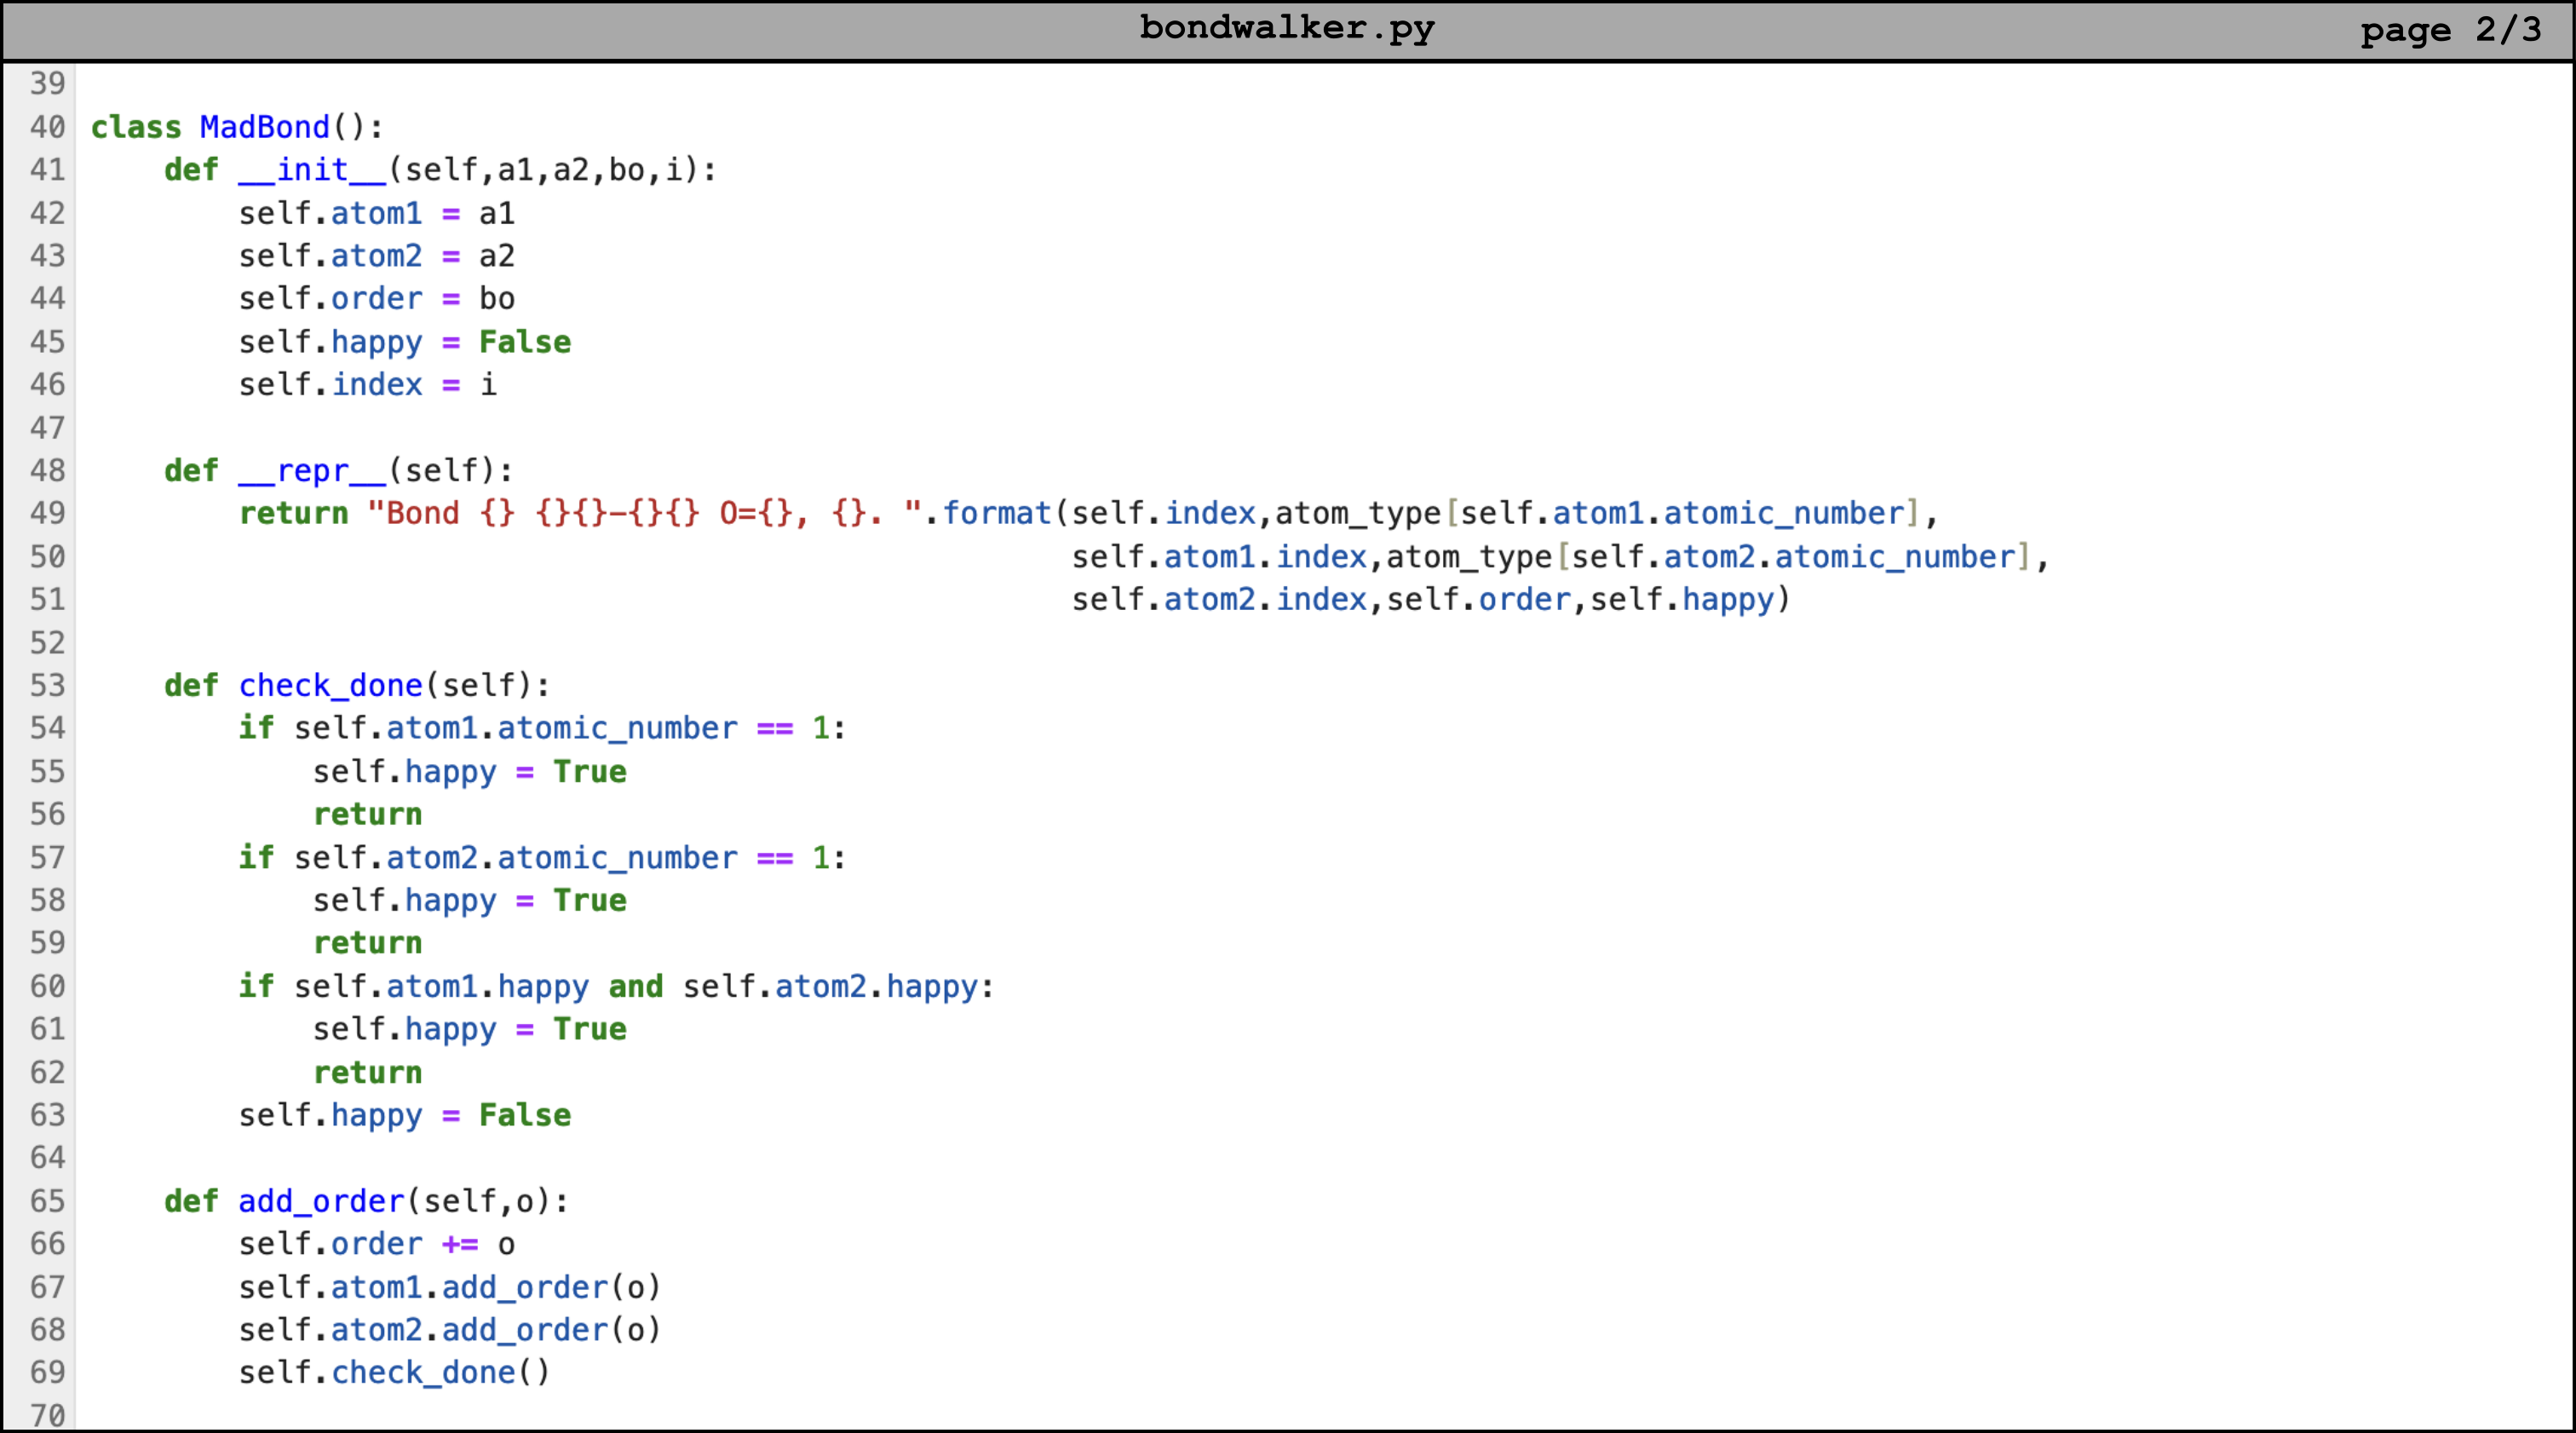 bondwalker.py page 2/3
39
40 class MadBond():
41     def __init__(self,a1,a2,bo,i):
42         self.atom1 = a1
43         self.atom2 = a2
44         self.order = bo
45         self.happy = False
46         self.index = i
47
48     def __repr__(self):
49         return "Bond {} {}{}-{}{} O={}, {}. ".format(self.index,atom_type[self.atom1.atomic_number],
50                                                      self.atom1.index,atom_type[self.atom2.atomic_number],
51                                                      self.atom2.index,self.order,self.happy)
52
53     def check_done(self):
54         if self.atom1.atomic_number == 1:
55             self.happy = True
56             return
57         if self.atom2.atomic_number == 1:
58             self.happy = True
59             return
60         if self.atom1.happy and self.atom2.happy:
61             self.happy = True
62             return
63         self.happy = False
64
65     def add_order(self,o):
66         self.order += o
67         self.atom1.add_order(o)
68         self.atom2.add_order(o)
69         self.check_done()
70